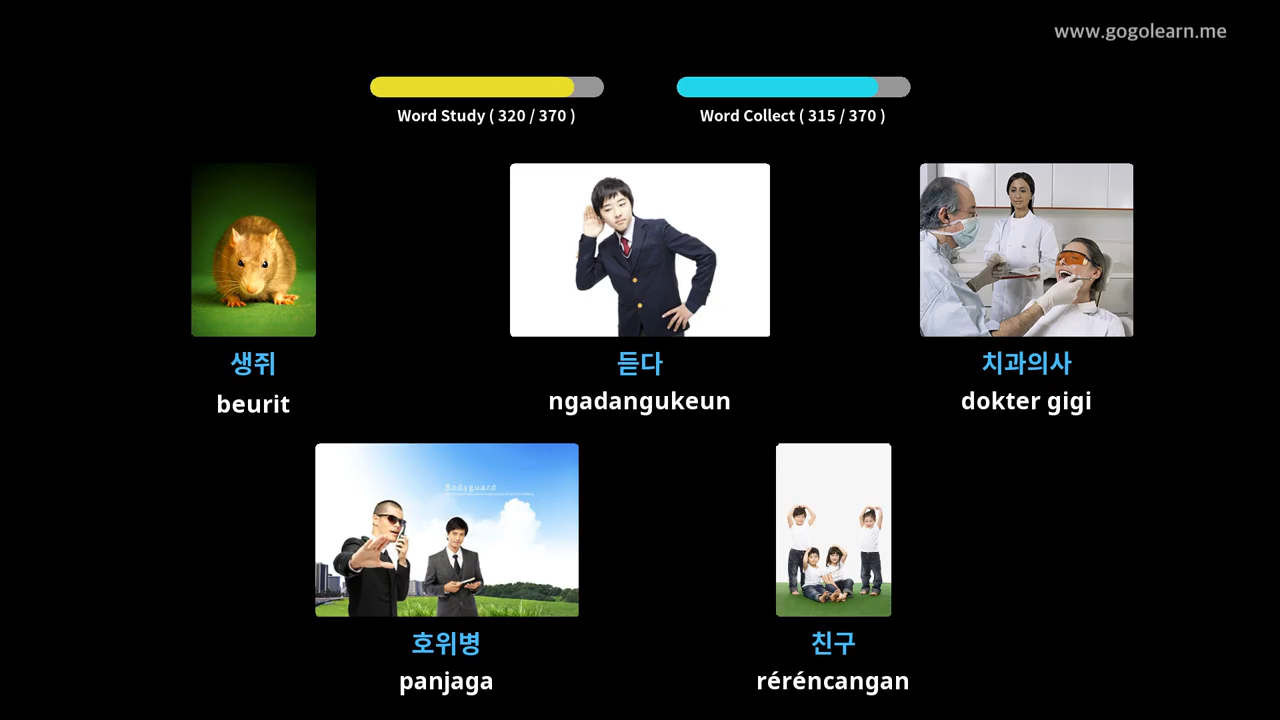 www.gogolearn.me
Word Study ( 320 / 370 )
Word Collect ( 315 / 370 )
생쥐
beurit
듣다
ngadangukeun
치과의사
dokter gigi
Bodyguard
호위병
panjaga
친구
réréncangan